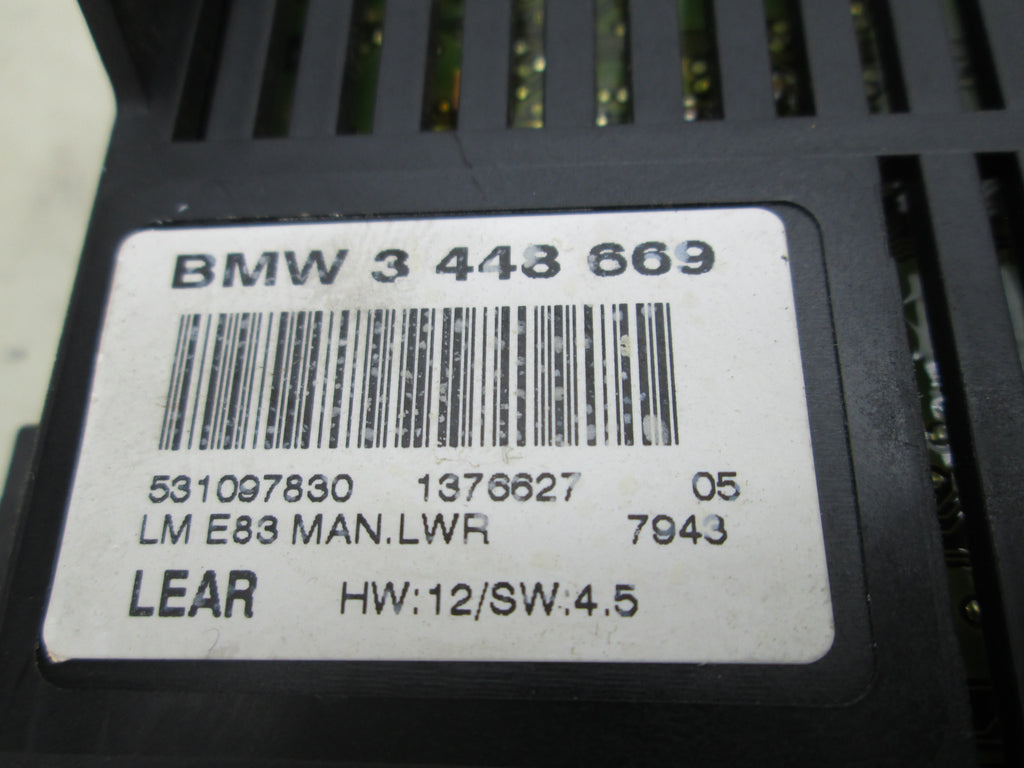 BMW 3 448 669
531097830 1376627 05
LM E83 MAN.LWR 7943
LEAR HW:12/SW:4.5